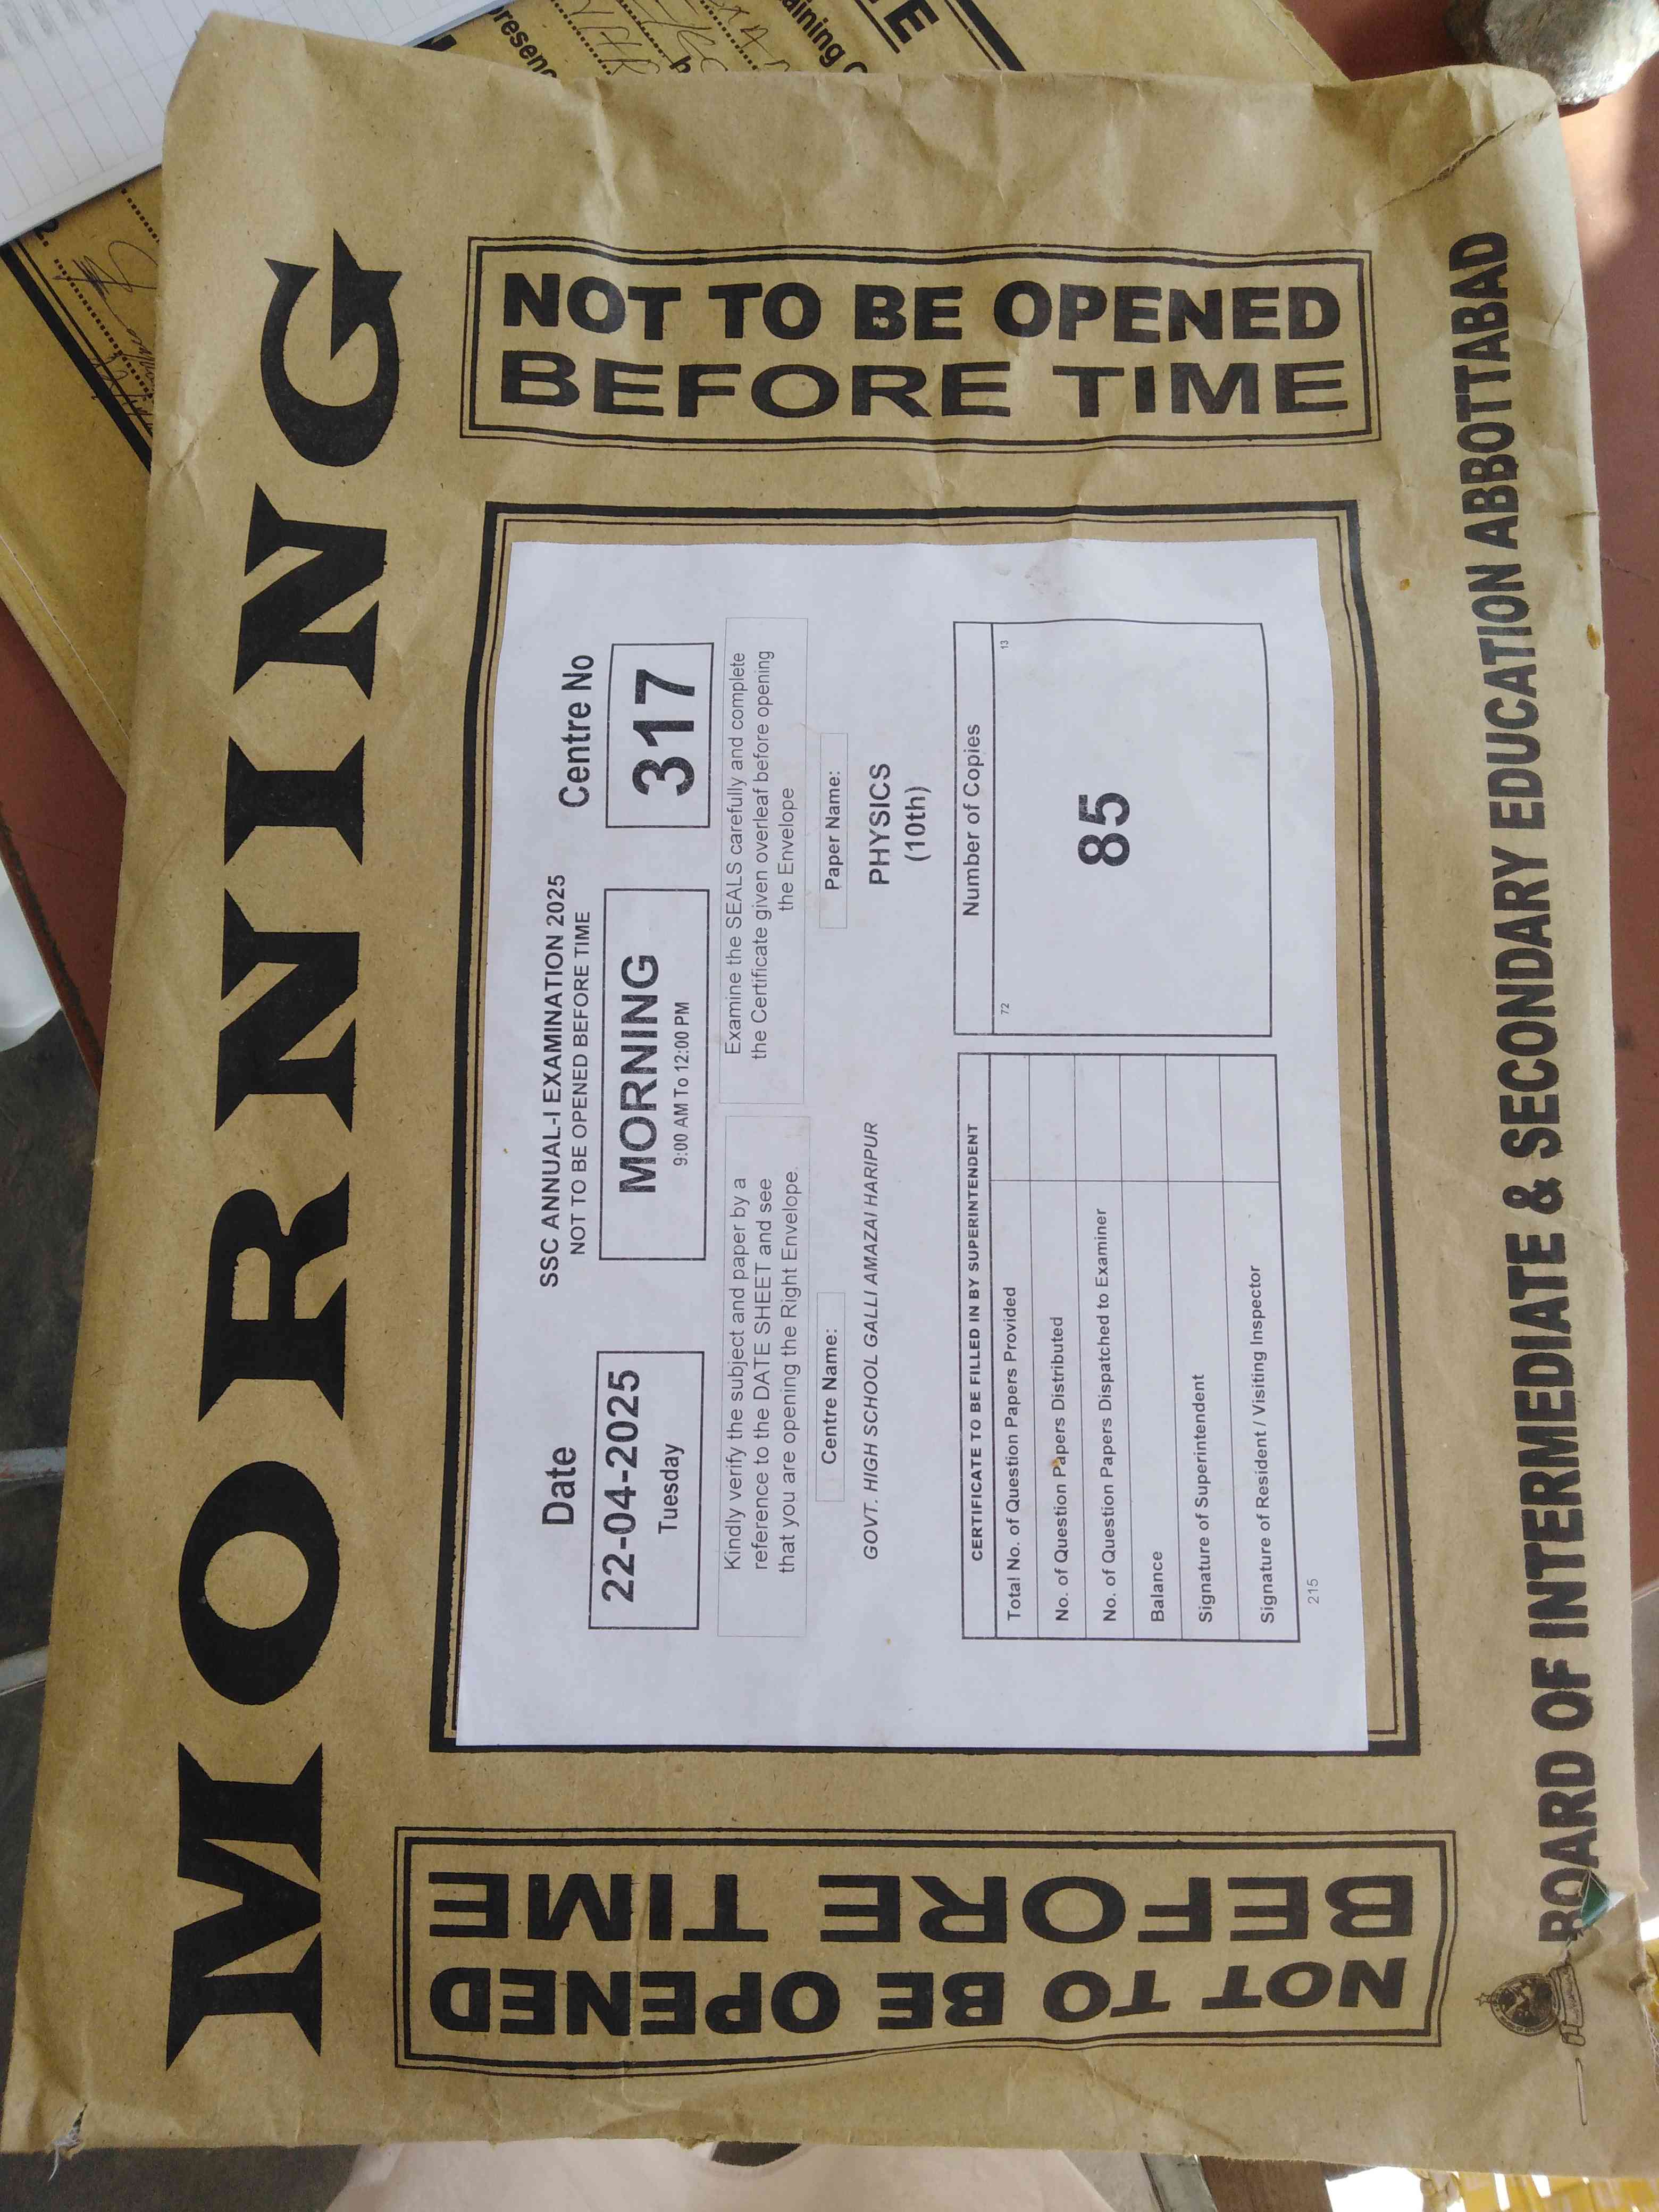 MORNING
NOT TO BE OPENED
BEFORE TIME
SSC ANNUAL-I EXAMINATION 2025
NOT TO BE OPENED BEFORE TIME
Date
22-04-2025
Tuesday
MORNING
9:00 AM To 12:00 PM
Centre No
317
Kindly verify the subject and paper by a
reference to the DATE SHEET and see
that you are opening the Right Envelope.
Examine the SEALS carefully and complete
the Certificate given overleaf before opening
the Envelope
Centre Name:
GOVT. HIGH SCHOOL GALLI AMAZAI HARIPUR
Paper Name:
PHYSICS
(10th)
CERTIFICATE TO BE FILLED IN BY SUPERINTENDENT
Total No. of Question Papers Provided
No. of Question Papers Distributed
No. of Question Papers Dispatched to Examiner
Balance
Signature of Superintendent
Signature of Resident / Visiting Inspector
215
Number of Copies
72
13
85
NOT TO BE OPENED
BEFORE TIME
BOARD OF INTERMEDIATE & SECONDARY EDUCATION ABBOTTABAD